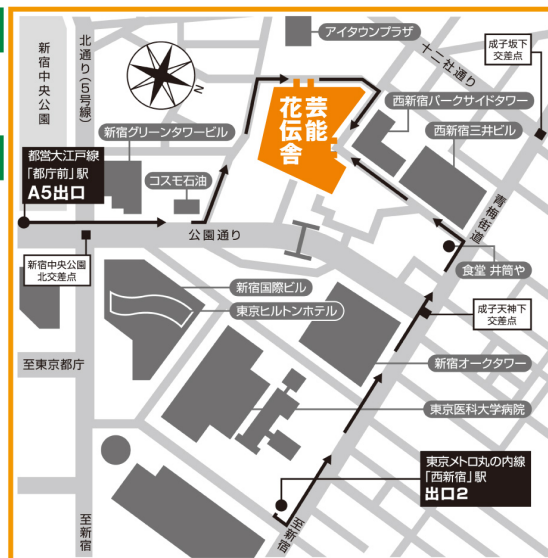 アイタウンプラザ
十二社通り
成子坂下
交差点
新宿中央公園
北通り(5号線)
N
芸能
花伝舎
西新宿パークサイドタワー
西新宿三井ビル
新宿グリーンタワービル
都営大江戸線
「都庁前」駅
A5出口
コスモ石油
青梅街道
公園通り
新宿中央公園
北交差点
食堂 井筒や
新宿国際ビル
東京ヒルトンホテル
成子天神下
交差点
至東京都庁
新宿オークタワー
東京医科大学病院
東京メトロ丸の内線
「西新宿」駅
出口2
至新宿
至新宿